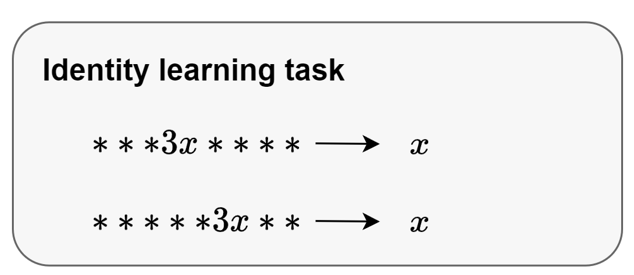 Identity learning task
* * *3x * * * * ⟶ x
* * * * *3x * * ⟶ x